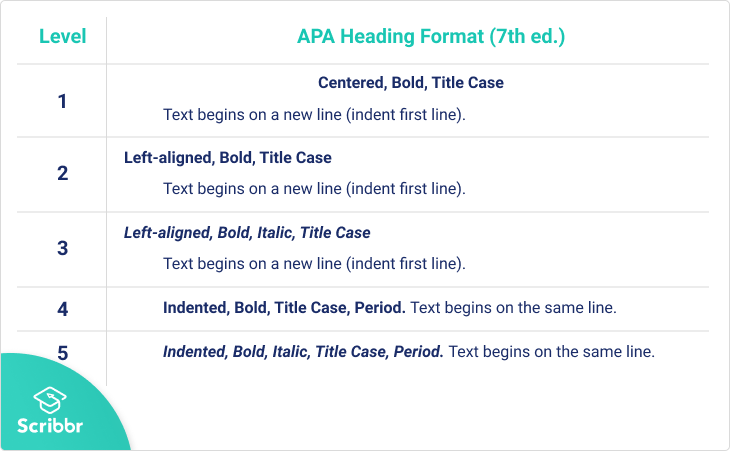 Level APA Heading Format (7th ed.)
Centered, Bold, Title Case
1
Text begins on a new line (indent first line).
Left-aligned, Bold, Title Case
2
Text begins on a new line (indent first line).
Left-aligned, Bold, Italic, Title Case
3
Text begins on a new line (indent first line).
4 Indented, Bold, Title Case, Period. Text begins on the same line.
5 Indented, Bold, Italic, Title Case, Period. Text begins on the same line.
Scribbr